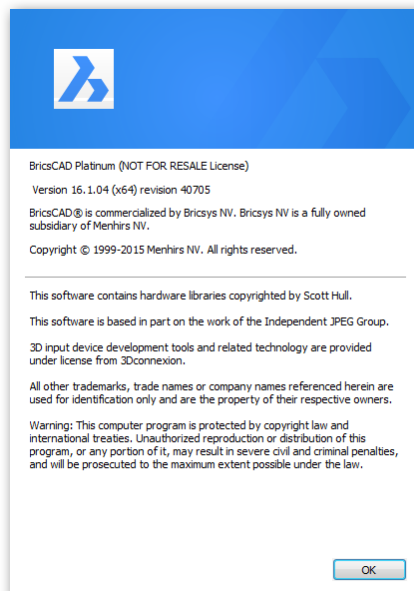 BricsCAD Platinum (NOT FOR RESALE License)
Version 16.1.04 (x64) revision 40705
BricsCAD® is commercialized by Bricsys NV. Bricsys NV is a fully owned
subsidiary of Menhirs NV.
Copyright © 1999-2015 Menhirs NV. All rights reserved.
This software contains hardware libraries copyrighted by Scott Hull.
This software is based in part on the work of the Independent JPEG Group.
3D input device development tools and related technology are provided
under license from 3Dconnexion.
All other trademarks, trade names or company names referenced herein are
used for identification only and are the property of their respective owners.
Warning: This computer program is protected by copyright law and
international treaties. Unauthorized reproduction or distribution of this
program, or any portion of it, may result in severe civil and criminal penalties,
and will be prosecuted to the maximum extent possible under the law.
OK